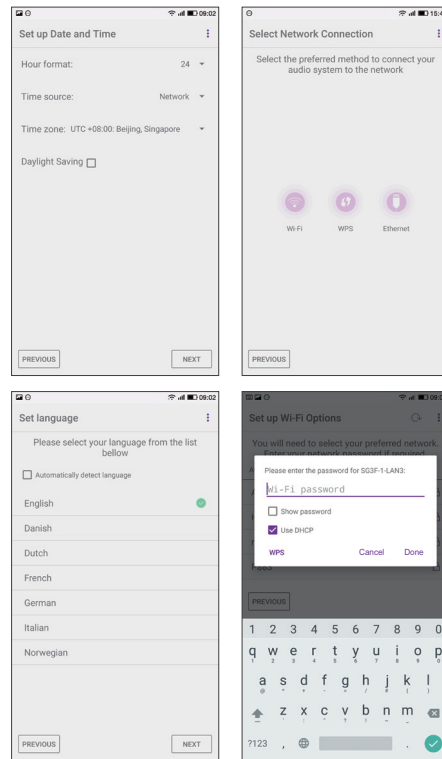 09:02
Set up Date and Time
Hour format: 24
Time source: Network
Time zone: UTC +08:00: Beijing, Singapore
Daylight Saving
PREVIOUS NEXT
15:4
Select Network Connection
Select the preferred method to connect your
audio system to the network
Wi-Fi WPS Ethernet
PREVIOUS
09:02
Set language
Please select your language from the list
bellow
Automatically detect language
English
Danish
Dutch
French
German
Italian
Norwegian
PREVIOUS NEXT
Set up Wi-Fi Options
You will need to select your preferred network.
Enter your network password if required
Please enter the password for SG3F-1-LAN3:
Wi-Fi password
Show password
Use DHCP
WPS Cancel Done
PREVIOUS
1 2 3 4 5 6 7 8 9 0
q w e r t y u i o p
a s d f g h j k l
z x c v b n m
?123 , .